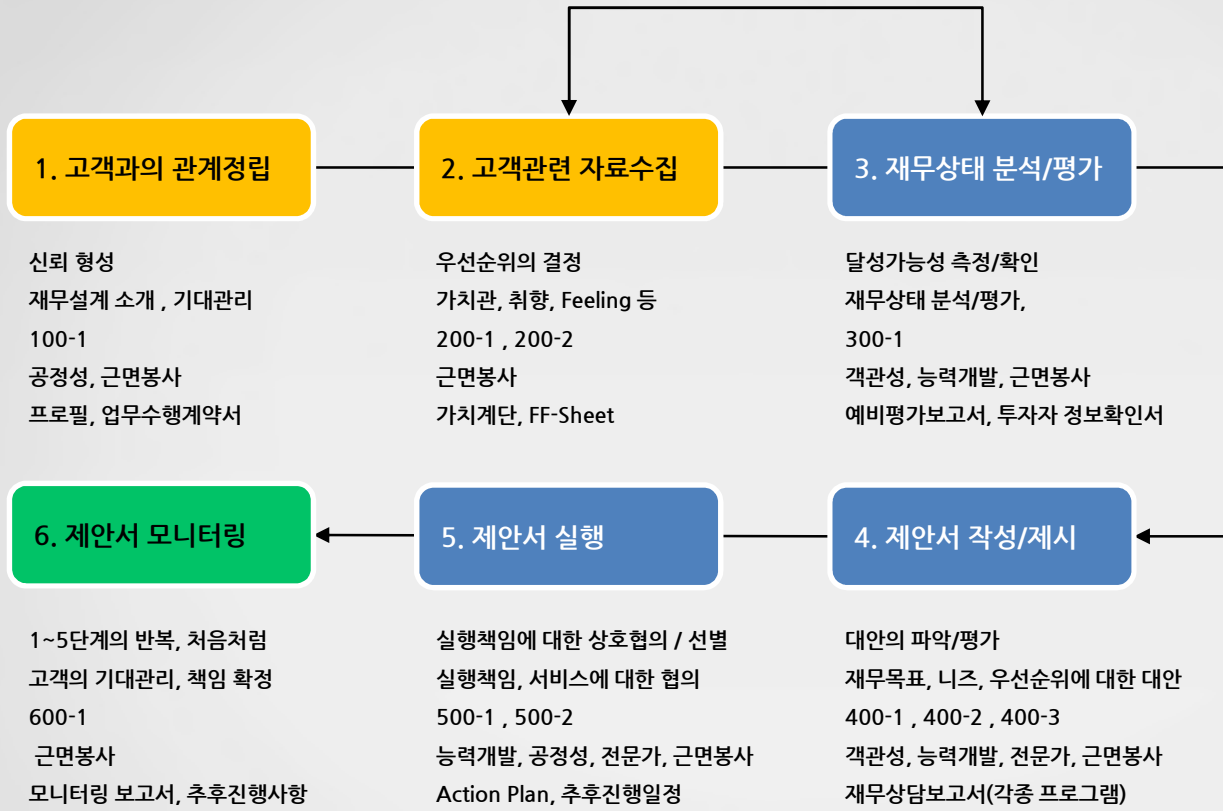 1. 고객과의 관계정립
신뢰 형성
재무설계 소개 , 기대관리
100-1
공정성, 근면봉사
프로필, 업무수행계약서
2. 고객관련 자료수집
우선순위의 결정
가치관, 취향, Feeling 등
200-1 , 200-2
근면봉사
가치계단, FF-Sheet
3. 재무상태 분석/평가
달성가능성 측정/확인
재무상태 분석/평가,
300-1
객관성, 능력개발, 근면봉사
예비평가보고서, 투자자 정보확인서
4. 제안서 작성/제시
대안의 파악/평가
재무목표, 니즈, 우선순위에 대한 대안
400-1 , 400-2 , 400-3
객관성, 능력개발, 전문가, 근면봉사
재무상담보고서(각종 프로그램)
5. 제안서 실행
실행책임에 대한 상호협의 / 선별
실행책임, 서비스에 대한 협의
500-1 , 500-2
능력개발, 공정성, 전문가, 근면봉사
Action Plan, 추후진행일정
6. 제안서 모니터링
1~5단계의 반복, 처음처럼
고객의 기대관리, 책임 확정
600-1
근면봉사
모니터링 보고서, 추후진행사항